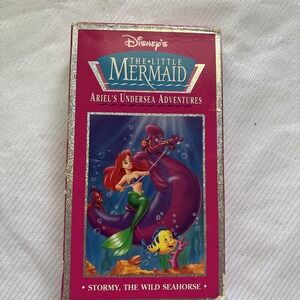 Disney's
THE • LITTLE
MERMAID
ARIEL'S UNDERSEA ADVENTURES
• STORMY, THE WILD SEAHORSE •